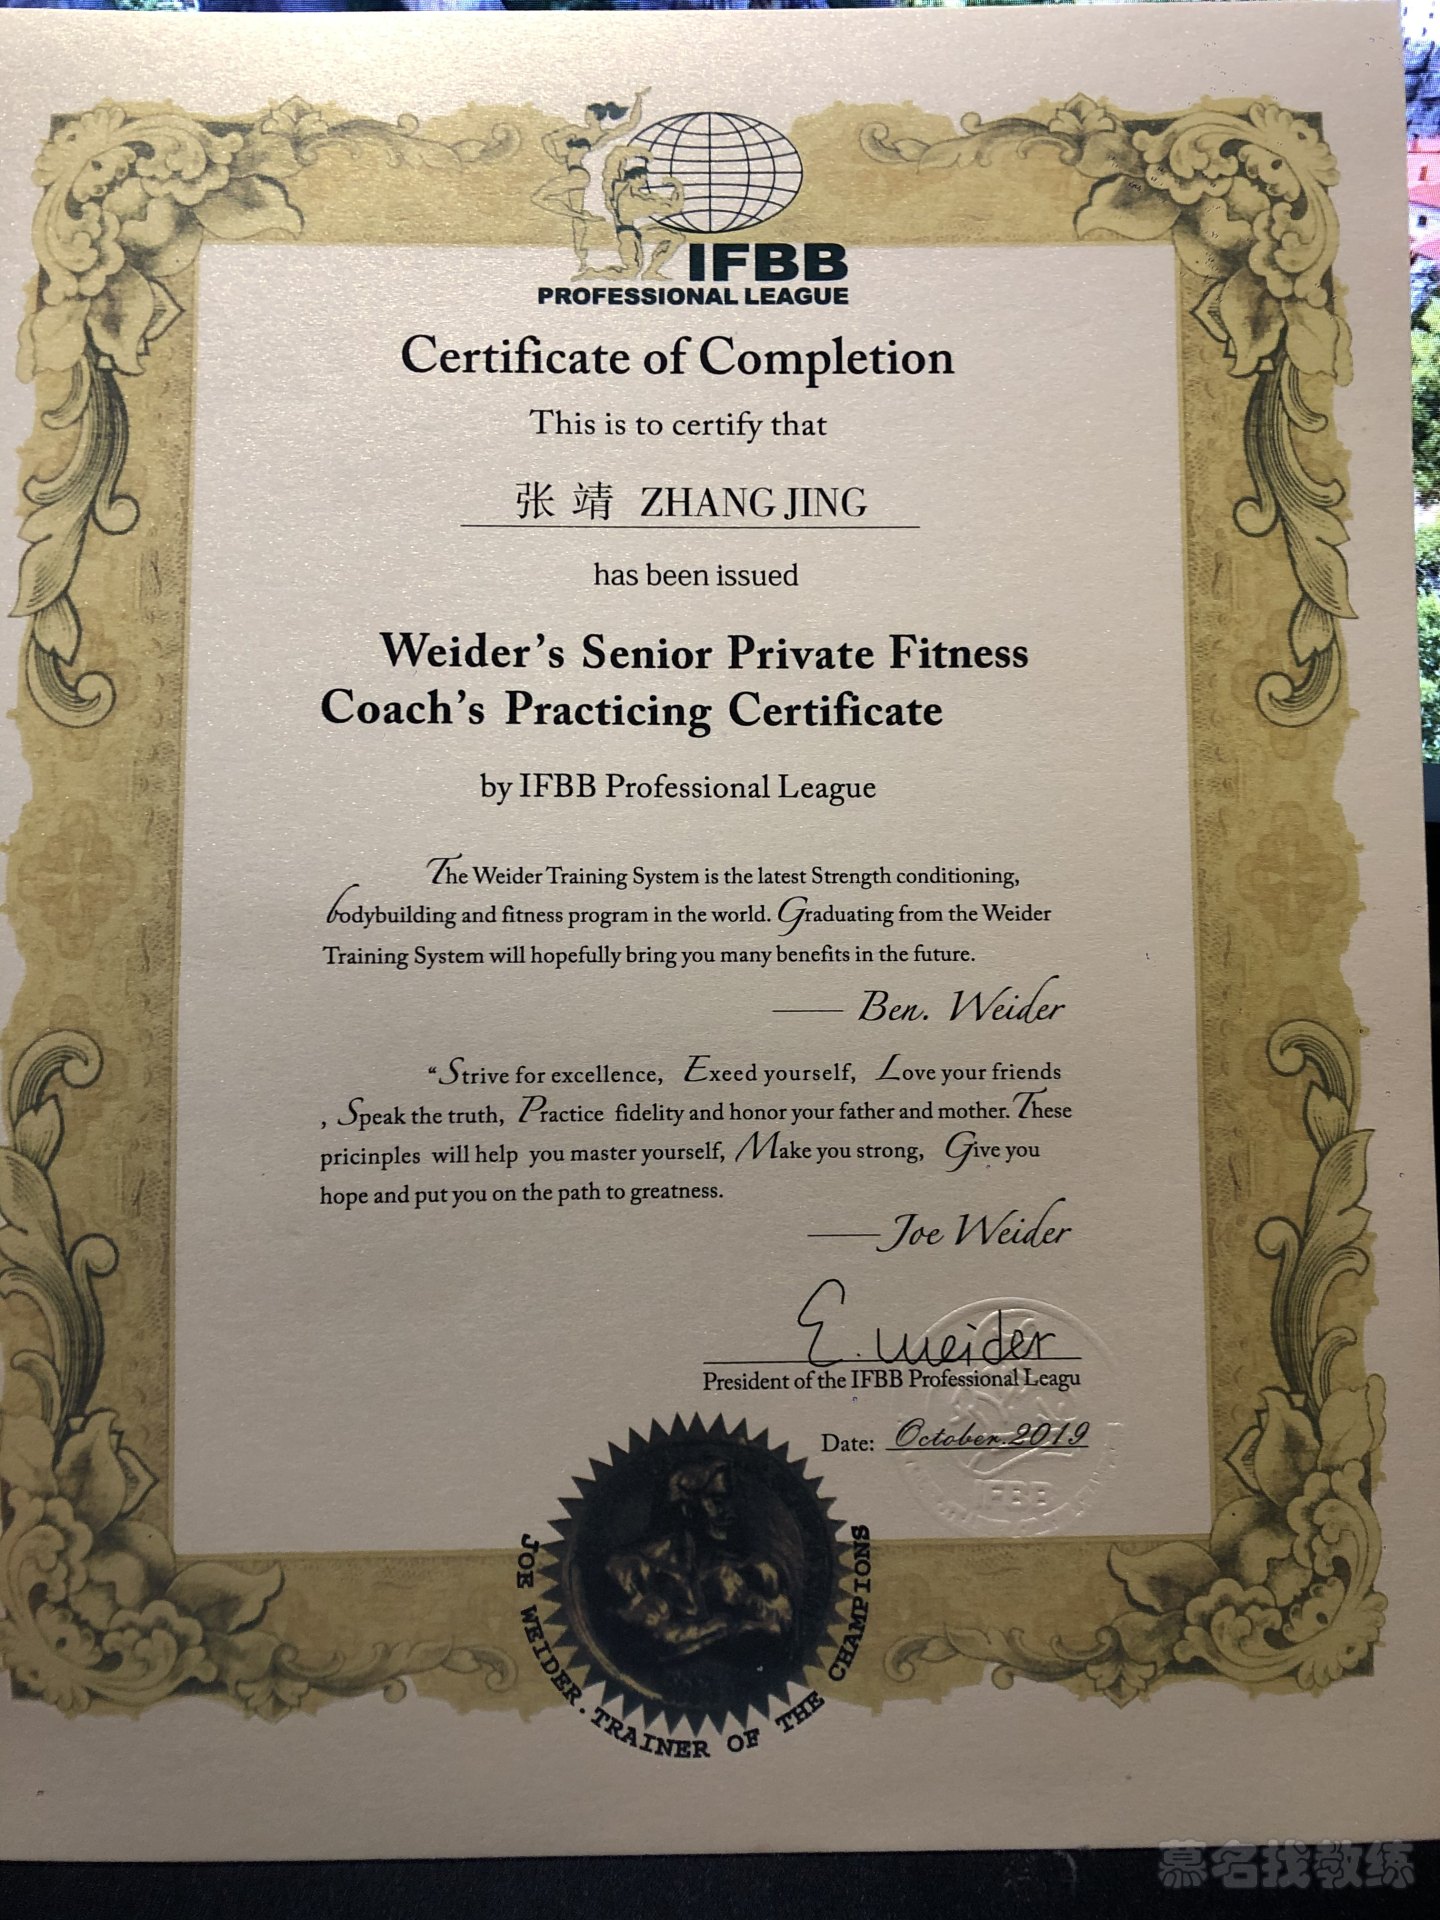 IFBB
PROFESSIONAL LEAGUE
Certificate of Completion
This is to certify that
张 靖 ZHANG JING
has been issued
Weider's Senior Private Fitness
Coach's Practicing Certificate
by IFBB Professional League
The Weider Training System is the latest Strength conditioning,
bodybuilding and fitness program in the world. Graduating from the Weider
Training System will hopefully bring you many benefits in the future.
—— Ben. Weider
“Strive for excellence, Exeed yourself, Love your friends
, Speak the truth, Practice fidelity and honor your father and mother. These
pricinples will help you master yourself, Make you strong, Give you
hope and put you on the path to greatness.
—— Joe Weider
E. Weider
President of the IFBB Professional Leagu
Date: October.2019
IFBB
JOE WEIDER. TRAINER OF THE CHAMPIONS
慕名找教练